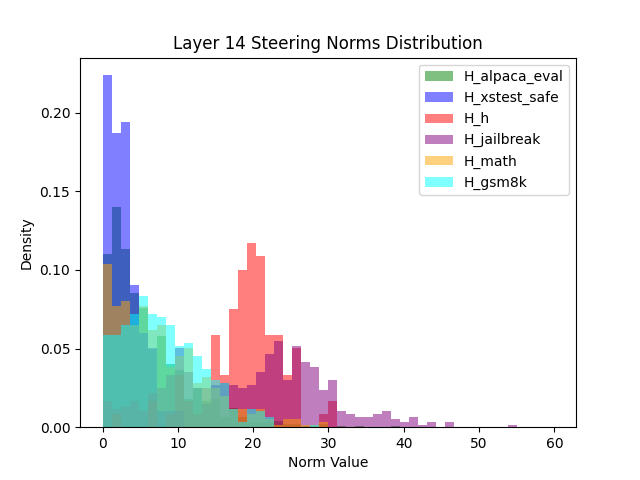 Layer 14 Steering Norms Distribution
H_alpaca_eval
H_xstest_safe
H_h
H_jailbreak
H_math
H_gsm8k
0.20
0.15
0.10
0.05
0.00
Density
0 10 20 30 40 50 60
Norm Value